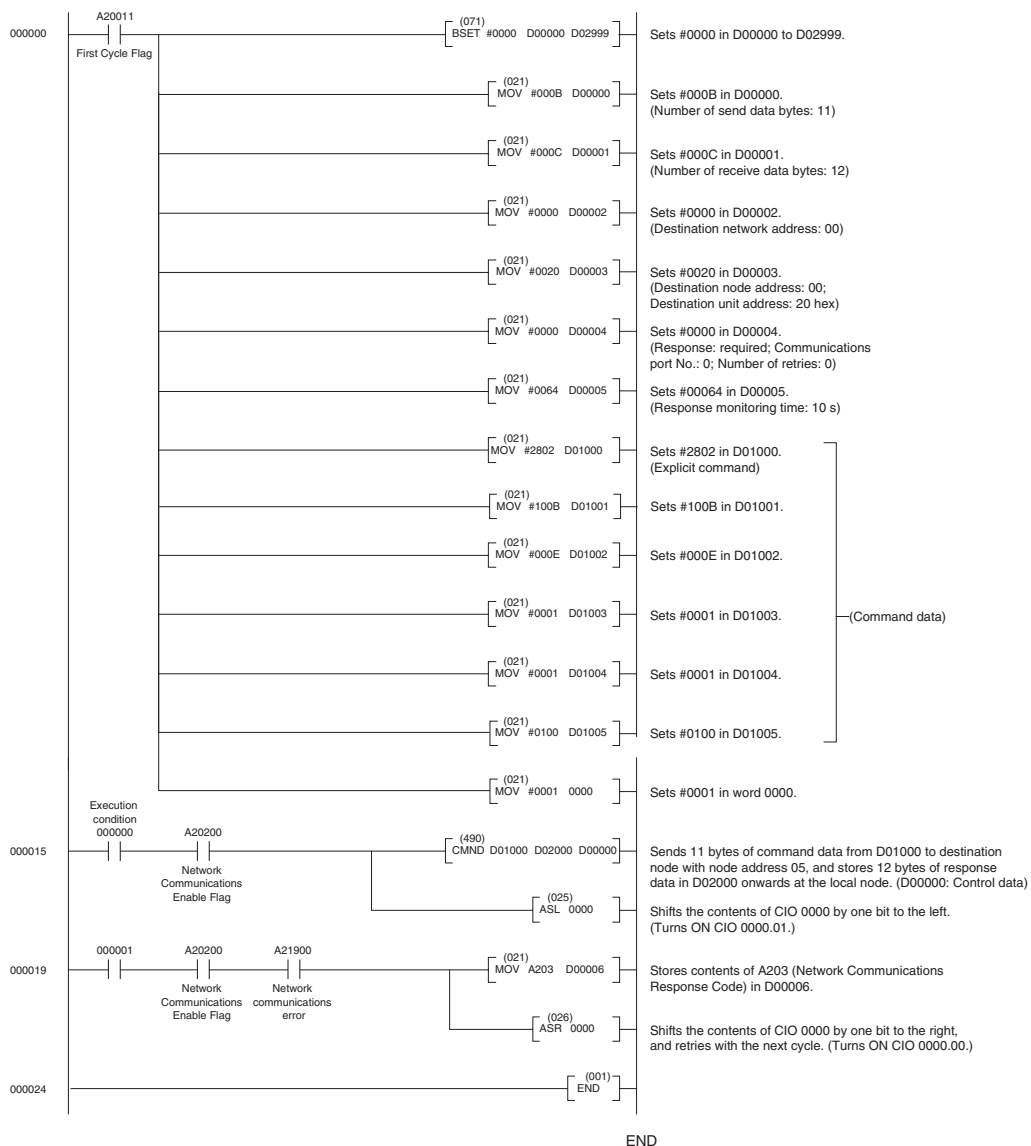 A20011
000000
First Cycle Flag
(071)
BSET #0000 D00000 D02999
Sets #0000 in D00000 to D02999.
(021)
MOV #000B D00000
Sets #000B in D00000.
(Number of send data bytes: 11)
(021)
MOV #000C D00001
Sets #000C in D00001.
(Number of receive data bytes: 12)
(021)
MOV #0000 D00002
Sets #0000 in D00002.
(Destination network address: 00)
(021)
MOV #0020 D00003
Sets #0020 in D00003.
(Destination node address: 00;
Destination unit address: 20 hex)
(021)
MOV #0000 D00004
Sets #0000 in D00004.
(Response: required; Communications
port No.: 0; Number of retries: 0)
(021)
MOV #0064 D00005
Sets #00064 in D00005.
(Response monitoring time: 10 s)
(021)
MOV #2802 D01000
Sets #2802 in D01000.
(Explicit command)
(021)
MOV #100B D01001
Sets #100B in D01001.
(021)
MOV #000E D01002
Sets #000E in D01002.
(021)
MOV #0001 D01003
Sets #0001 in D01003.
(Command data)
(021)
MOV #0001 D01004
Sets #0001 in D01004.
(021)
MOV #0100 D01005
Sets #0100 in D01005.
(021)
MOV #0001 0000
Sets #0001 in word 0000.
Execution
condition
000000
A20200
000015
Network
Communications
Enable Flag
(490)
CMND D01000 D02000 D00000
Sends 11 bytes of command data from D01000 to destination
node with node address 05, and stores 12 bytes of response
data in D02000 onwards at the local node. (D00000: Control data)
(025)
ASL 0000
Shifts the contents of CIO 0000 by one bit to the left.
(Turns ON CIO 0000.01.)
000001
A20200
A21900
000019
Network
Communications
Enable Flag
Network
communications
error
(021)
MOV A203 D00006
Stores contents of A203 (Network Communications
Response Code) in D00006.
(026)
ASR 0000
Shifts the contents of CIO 0000 by one bit to the right,
and retries with the next cycle. (Turns ON CIO 0000.00.)
000024
(001)
END
END